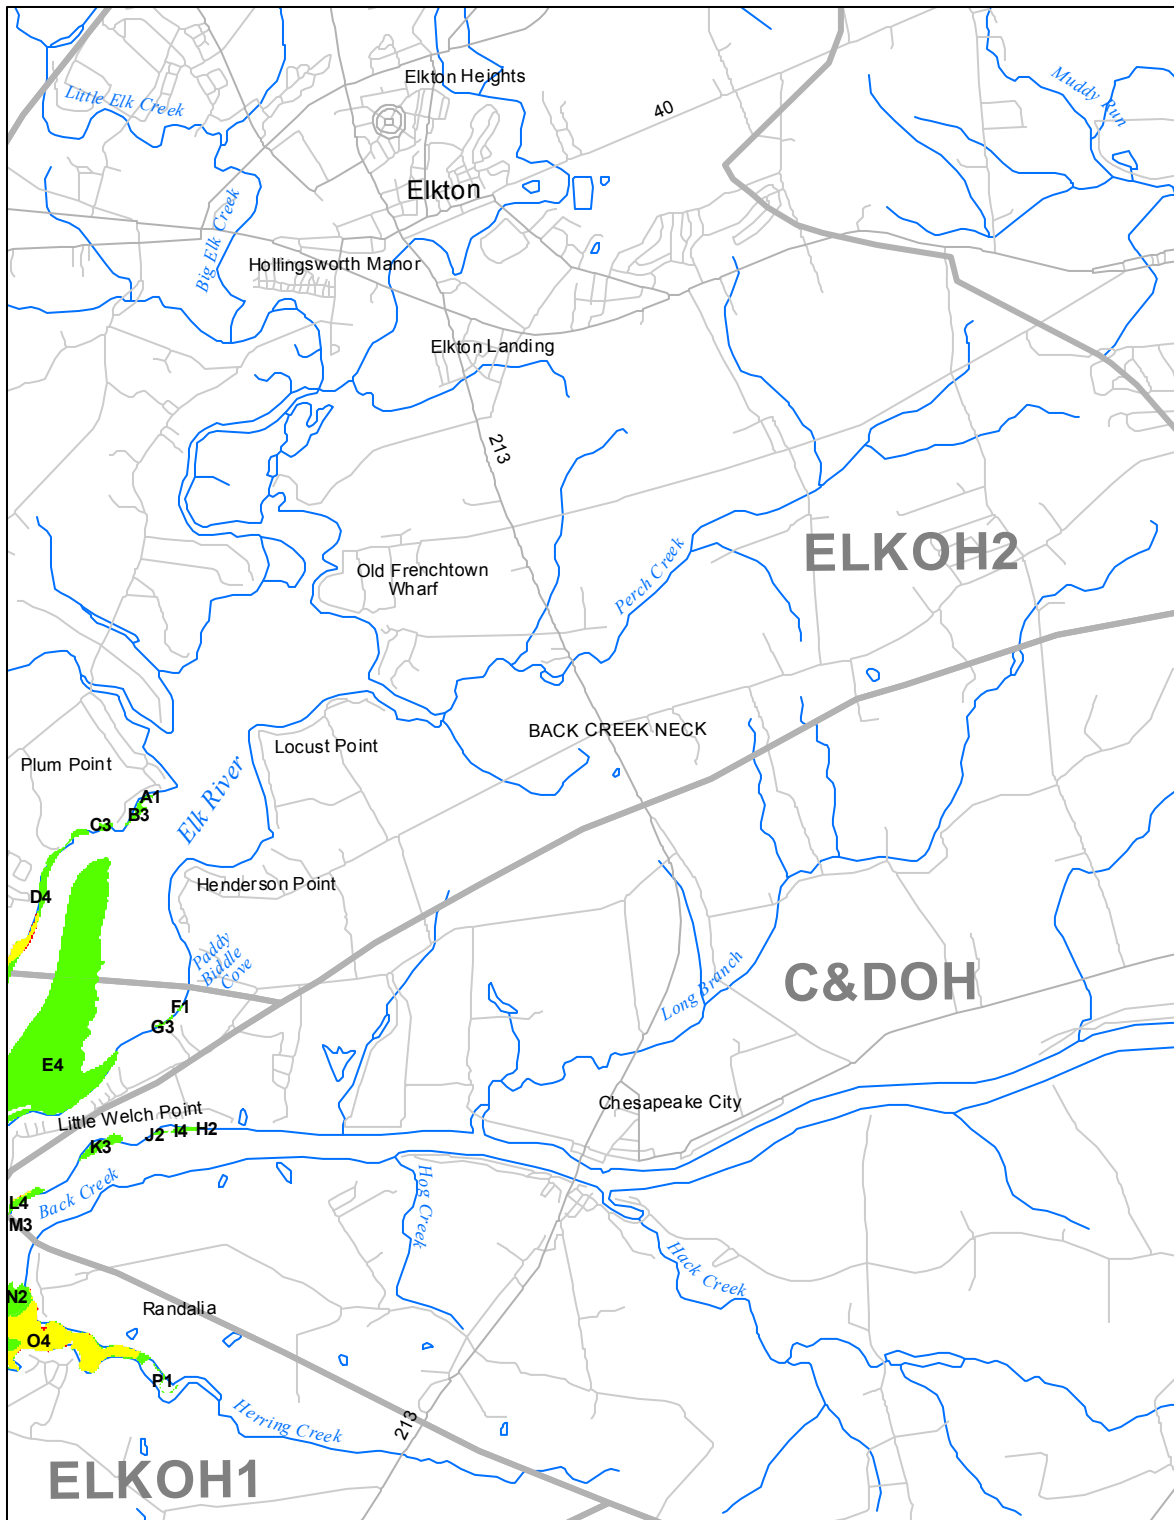 Elkton Heights
Little Elk Creek
40
Muddy Run
Elkton
Big Elk Creek
Hollingsworth Manor
Elkton Landing
213
ELKOH2
Perch Creek
Old Frenchtown
Wharf
BACK CREEK NECK
Locust Point
Plum Point
Elk River
A1
B3
C3
Henderson Point
D4
Paddy
Biddle
Cove
Long Branch
C&DOH
F1
G3
E4
Chesapeake City
Little Welch Point
H2
I4
J2
K3
Back Creek
L4
M3
Hog Creek
Hack Creek
N2
Randalia
O4
P1
Herring Creek
213
ELKOH1